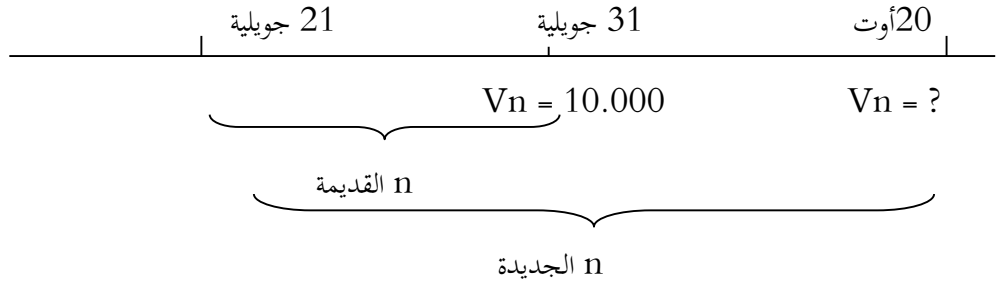 21 جويلية 31 جويلية 20أوت
Vn = 10.000 Vn = ?
n القديمة
n الجديدة